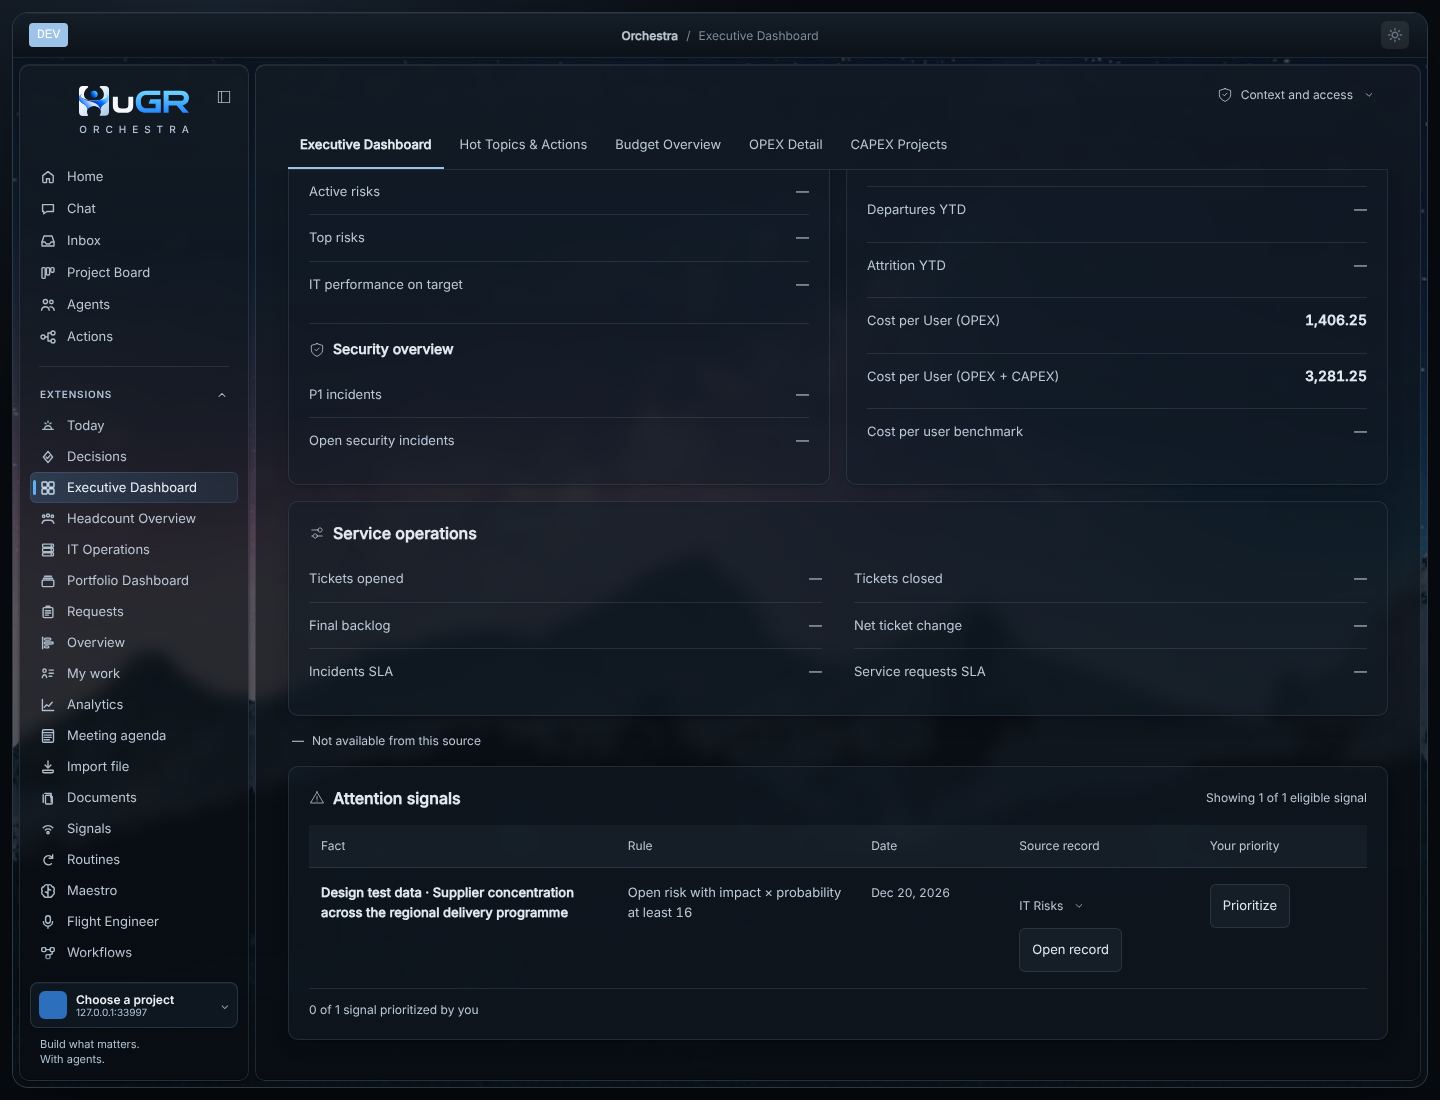 DEV
Orchestra / Executive Dashboard
HuGR
ORCHESTRA
Home
Chat
Inbox
Project Board
Agents
Actions
EXTENSIONS
Today
Decisions
Executive Dashboard
Headcount Overview
IT Operations
Portfolio Dashboard
Requests
Overview
My work
Analytics
Meeting agenda
Import file
Documents
Signals
Routines
Maestro
Flight Engineer
Workflows
Choose a project
127.0.0.1:33997
Build what matters.
With agents.
Context and access
Executive Dashboard Hot Topics & Actions Budget Overview OPEX Detail CAPEX Projects
Active risks —
Top risks —
IT performance on target —
Security overview
P1 incidents —
Open security incidents —
Departures YTD —
Attrition YTD —
Cost per User (OPEX) 1,406.25
Cost per User (OPEX + CAPEX) 3,281.25
Cost per user benchmark —
Service operations
Tickets opened — Tickets closed —
Final backlog — Net ticket change —
Incidents SLA — Service requests SLA —
— Not available from this source
Attention signals Showing 1 of 1 eligible signal
Fact Rule Date Source record Your priority
Design test data · Supplier concentration
across the regional delivery programme
Open risk with impact × probability
at least 16
Dec 20, 2026
IT Risks
Open record
Prioritize
0 of 1 signal prioritized by you